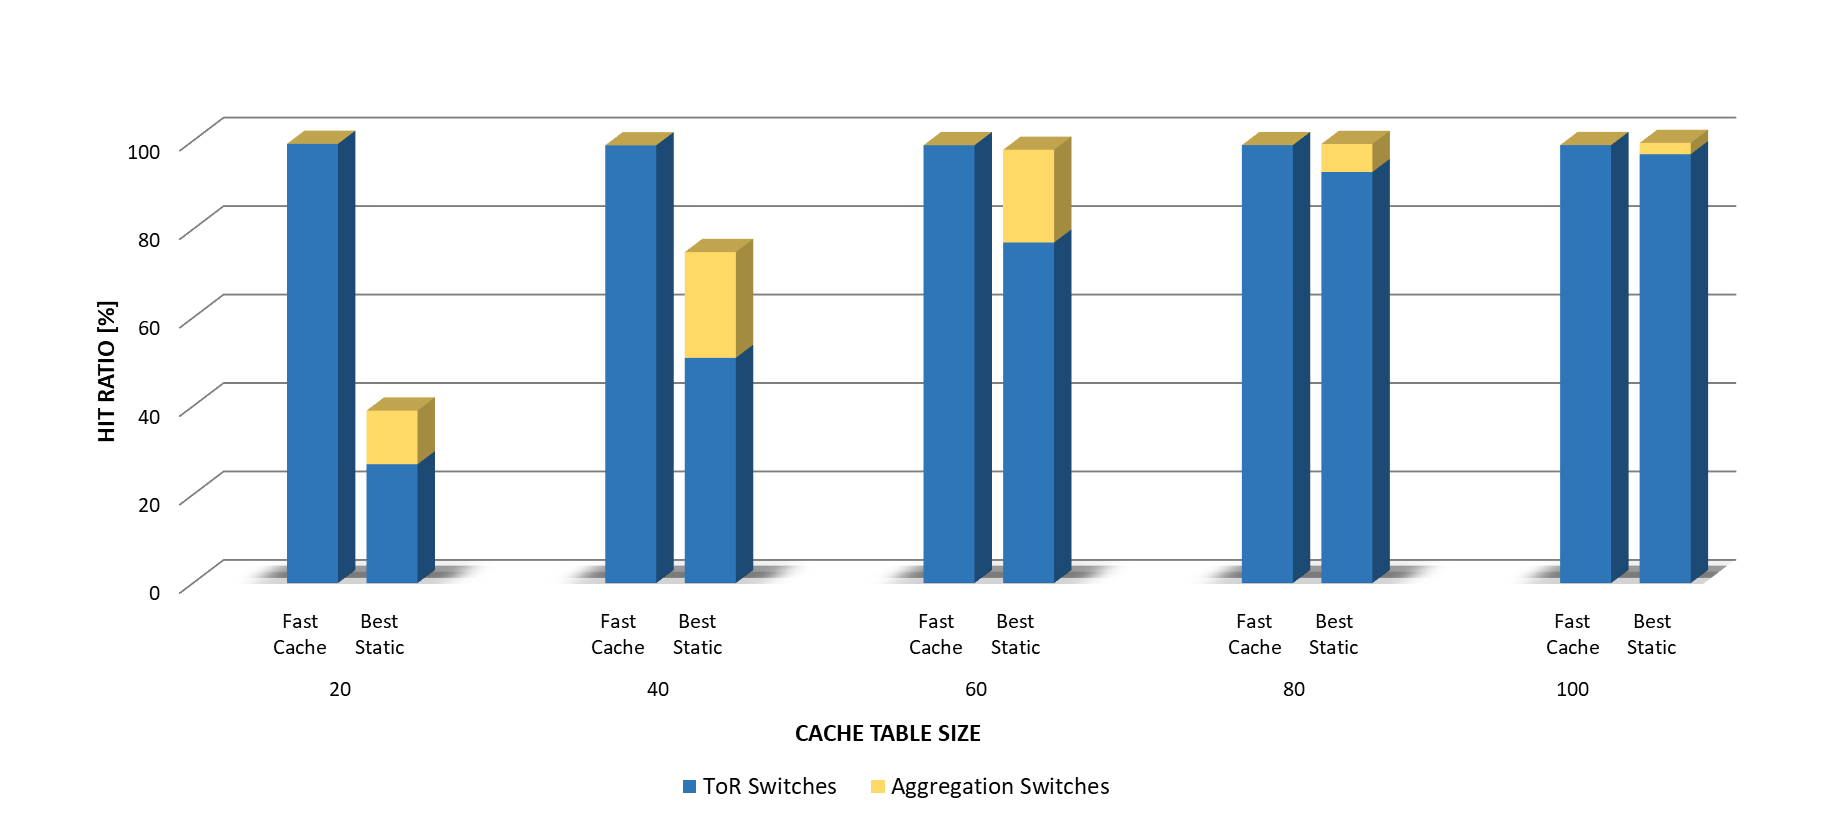 100
80
60
40
20
0
HIT RATIO [%]
Fast Cache
Best Static
Fast Cache
Best Static
Fast Cache
Best Static
Fast Cache
Best Static
Fast Cache
Best Static
20
40
60
80
100
CACHE TABLE SIZE
ToR Switches
Aggregation Switches